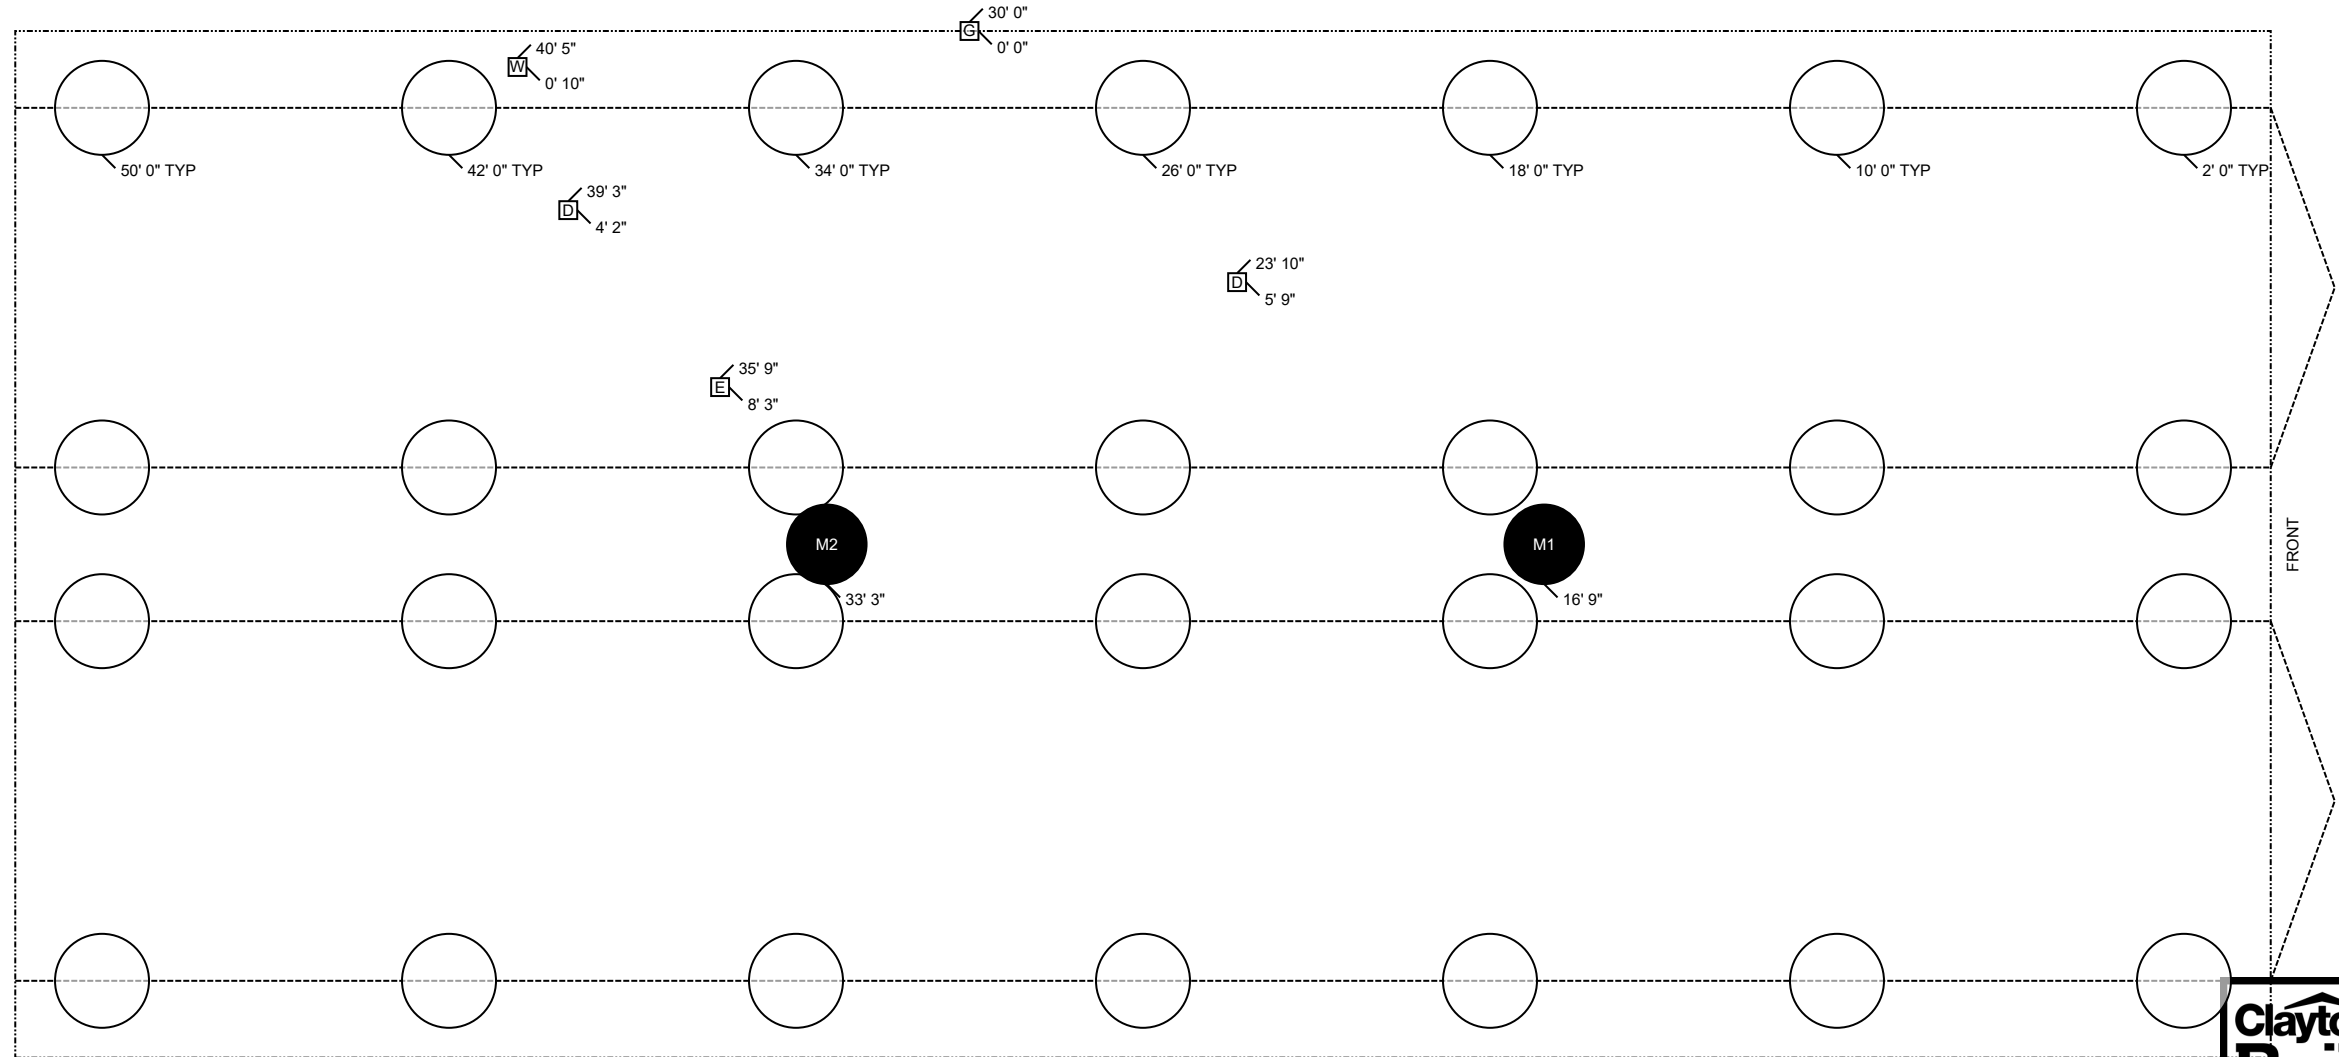 30' 0"
G
0' 0"
40' 5"
W
0' 10"
50' 0" TYP
42' 0" TYP
34' 0" TYP
26' 0" TYP
18' 0" TYP
10' 0" TYP
2' 0" TYP
39' 3"
D
4' 2"
23' 10"
D
5' 9"
35' 9"
E
8' 3"
M2
M1
FRONT
33' 3"
16' 9"